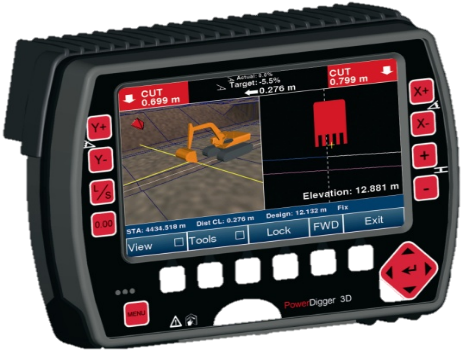 Actual: 0.0%
Target: -5.5%
0.276 m
CUT
0.699 m
CUT
0.799 m
Elevation: 12.881 m
STA: 4434.518 m Dist CL: 0.276 m Design: 12.132 m Fix
View Tools Lock FWD Exit
Y+
Y-
L/S
0.00
X+
X-
+
-
H
MENU
PowerDigger 3D